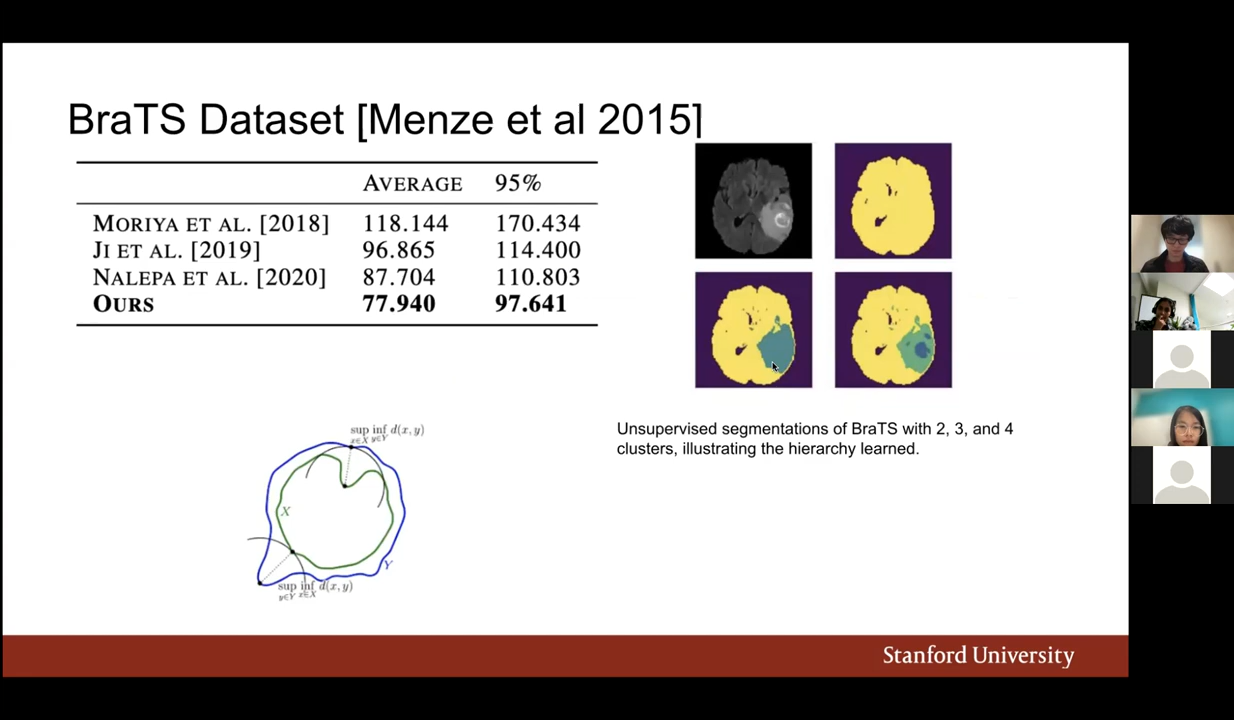 BraTS Dataset [Menze et al 2015]
AVERAGE 95%
MORIYA ET AL. [2018] 118.144 170.434
JI ET AL. [2019] 96.865 114.400
NALEPA ET AL. [2020] 87.704 110.803
OURS 77.940 97.641
Unsupervised segmentations of BraTS with 2, 3, and 4
clusters, illustrating the hierarchy learned.
sup inf d(x, y)
x∈X y∈Y
X
Y
sup inf d(x, y)
y∈Y x∈X
Stanford University